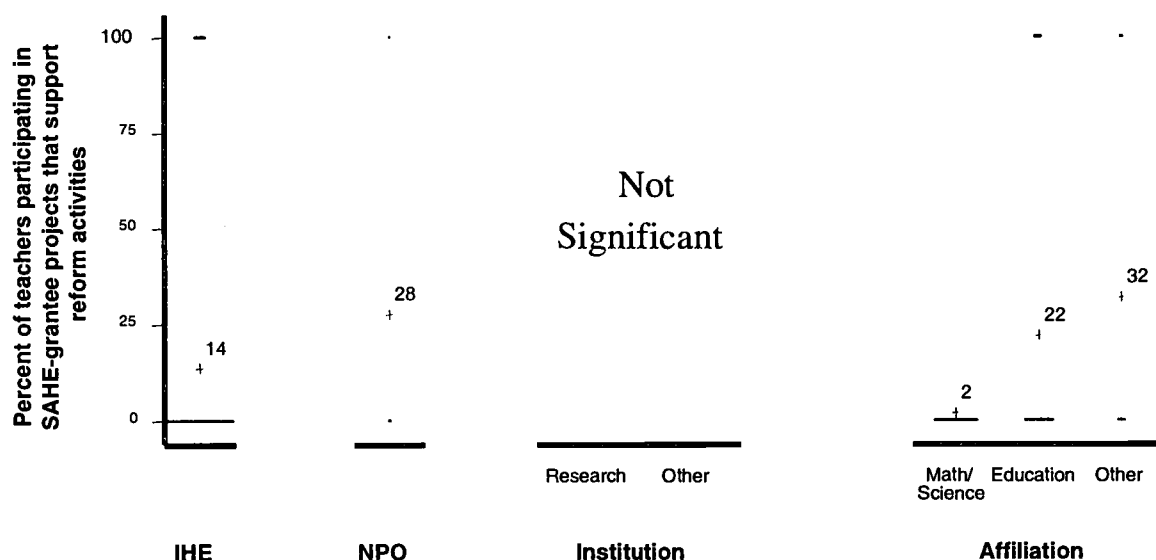 Percent of teachers participating in
SAHE-grantee projects that support
reform activities
100
75
50
25
0
14
28
Not
Significant
2
22
32
Research
Other
Math/
Science
Education
Other
IHE
NPO
Institution
Affiliation